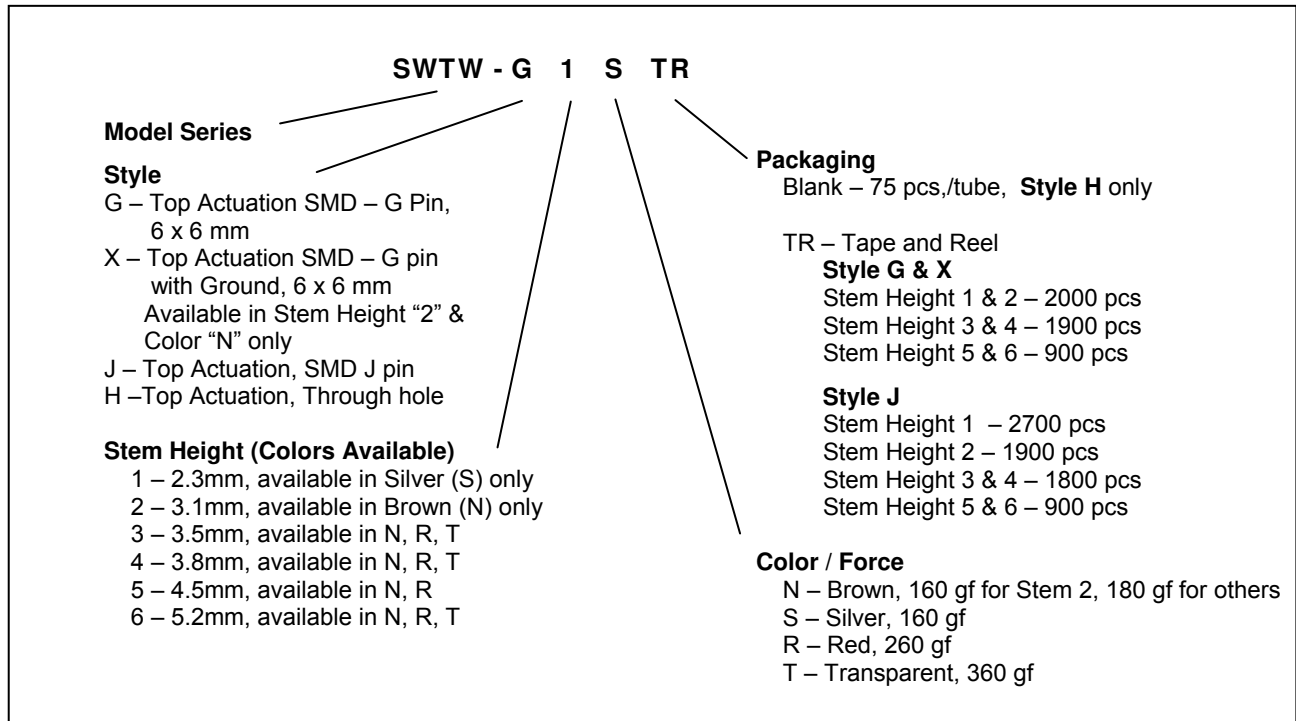 SWTW - G 1 S TR
Model Series
Style
G – Top Actuation SMD – G Pin,
6 x 6 mm
X – Top Actuation SMD – G pin
with Ground, 6 x 6 mm
Available in Stem Height “2” &
Color “N” only
J – Top Actuation, SMD J pin
H –Top Actuation, Through hole
Stem Height (Colors Available)
1 – 2.3mm, available in Silver (S) only
2 – 3.1mm, available in Brown (N) only
3 – 3.5mm, available in N, R, T
4 – 3.8mm, available in N, R, T
5 – 4.5mm, available in N, R
6 – 5.2mm, available in N, R, T
Packaging
Blank – 75 pcs,/tube, Style H only
TR – Tape and Reel
Style G & X
Stem Height 1 & 2 – 2000 pcs
Stem Height 3 & 4 – 1900 pcs
Stem Height 5 & 6 – 900 pcs
Style J
Stem Height 1 – 2700 pcs
Stem Height 2 – 1900 pcs
Stem Height 3 & 4 – 1800 pcs
Stem Height 5 & 6 – 900 pcs
Color / Force
N – Brown, 160 gf for Stem 2, 180 gf for others
S – Silver, 160 gf
R – Red, 260 gf
T – Transparent, 360 gf